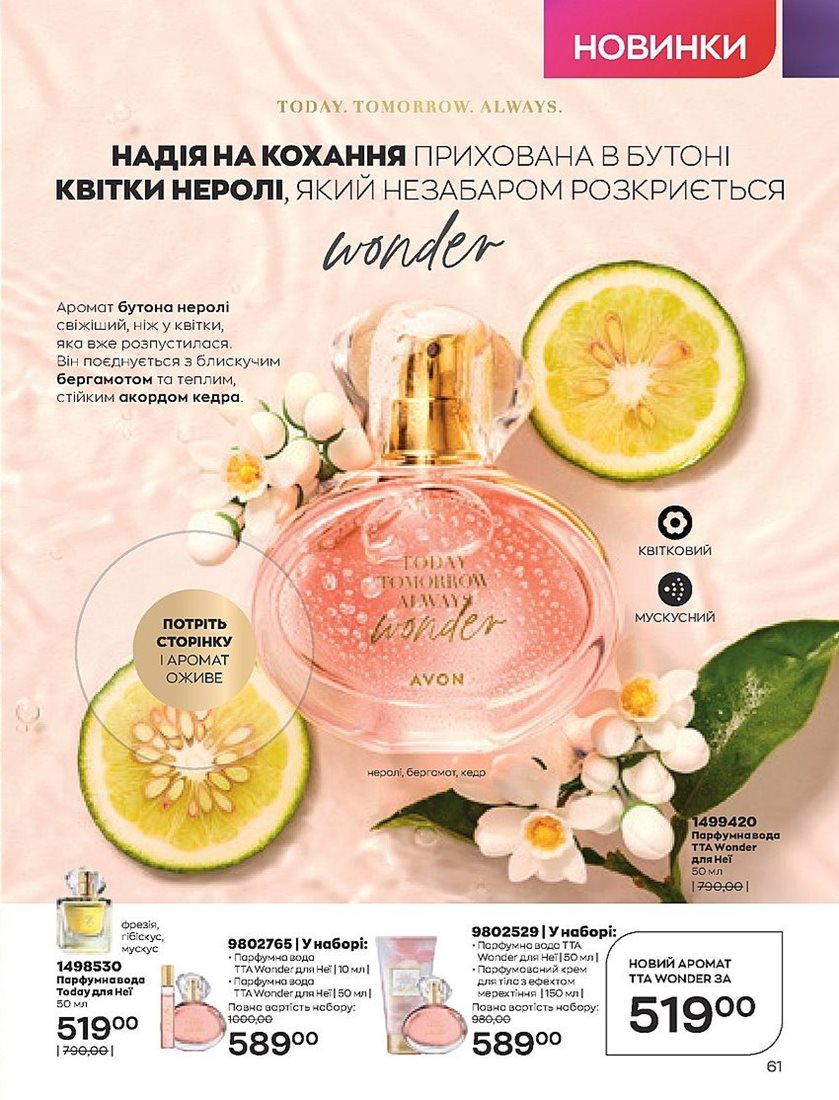 НОВИНКИ
TODAY. TOMORROW. ALWAYS.
НАДІЯ НА КОХАННЯ ПРИХОВАНА В БУТОНІ
КВІТКИ НЕРОЛІ, ЯКИЙ НЕЗАБАРОМ РОЗКРИЄТЬСЯ
wonder
Аромат бутона неролі
свіжіший, ніж у квітки,
яка вже розпустилася.
Він поєднується з блискучим
бергамотом та теплим,
стійким акордом кедра.
КВІТКОВИЙ
МУСКУСНИЙ
TODAY
TOMORROW
ALWAYS
wonder
AVON
ПОТРІТЬ
СТОРІНКУ
І АРОМАТ
ОЖИВЕ
неролі, бергамот, кедр
1499420
Парфумна вода
TTA Wonder
для Неї
50 мл
| 790,00 |
фрезія,
гібіскус,
мускус
1498530
Парфумна вода
Today для Неї
50 мл
51900
| 790,00 |
9802765 | У наборі:
• Парфумна вода
TTA Wonder для Неї | 10 мл |
• Парфумна вода
TTA Wonder для Неї | 50 мл |
Повна вартість набору:
1000,00
58900
9802529 | У наборі:
• Парфумна вода TTA
Wonder для Неї | 50 мл |
• Парфумований крем
для тіла з ефектом
мерехтіння | 150 мл |
Повна вартість набору:
980,00
58900
НОВИЙ АРОМАТ
TTA WONDER ЗА
51900
61